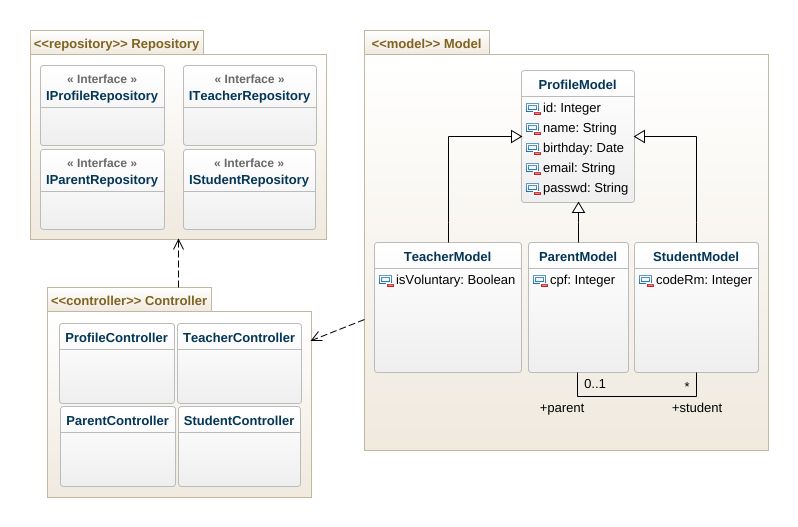 <<repository>> Repository
« Interface »
IProfileRepository
« Interface »
ITeacherRepository
« Interface »
IParentRepository
« Interface »
IStudentRepository
<<controller>> Controller
ProfileController
TeacherController
ParentController
StudentController
<<model>> Model
ProfileModel
id: Integer
name: String
birthday: Date
email: String
passwd: String
TeacherModel
isVoluntary: Boolean
ParentModel
cpf: Integer
StudentModel
codeRm: Integer
0..1
*
+parent
+student